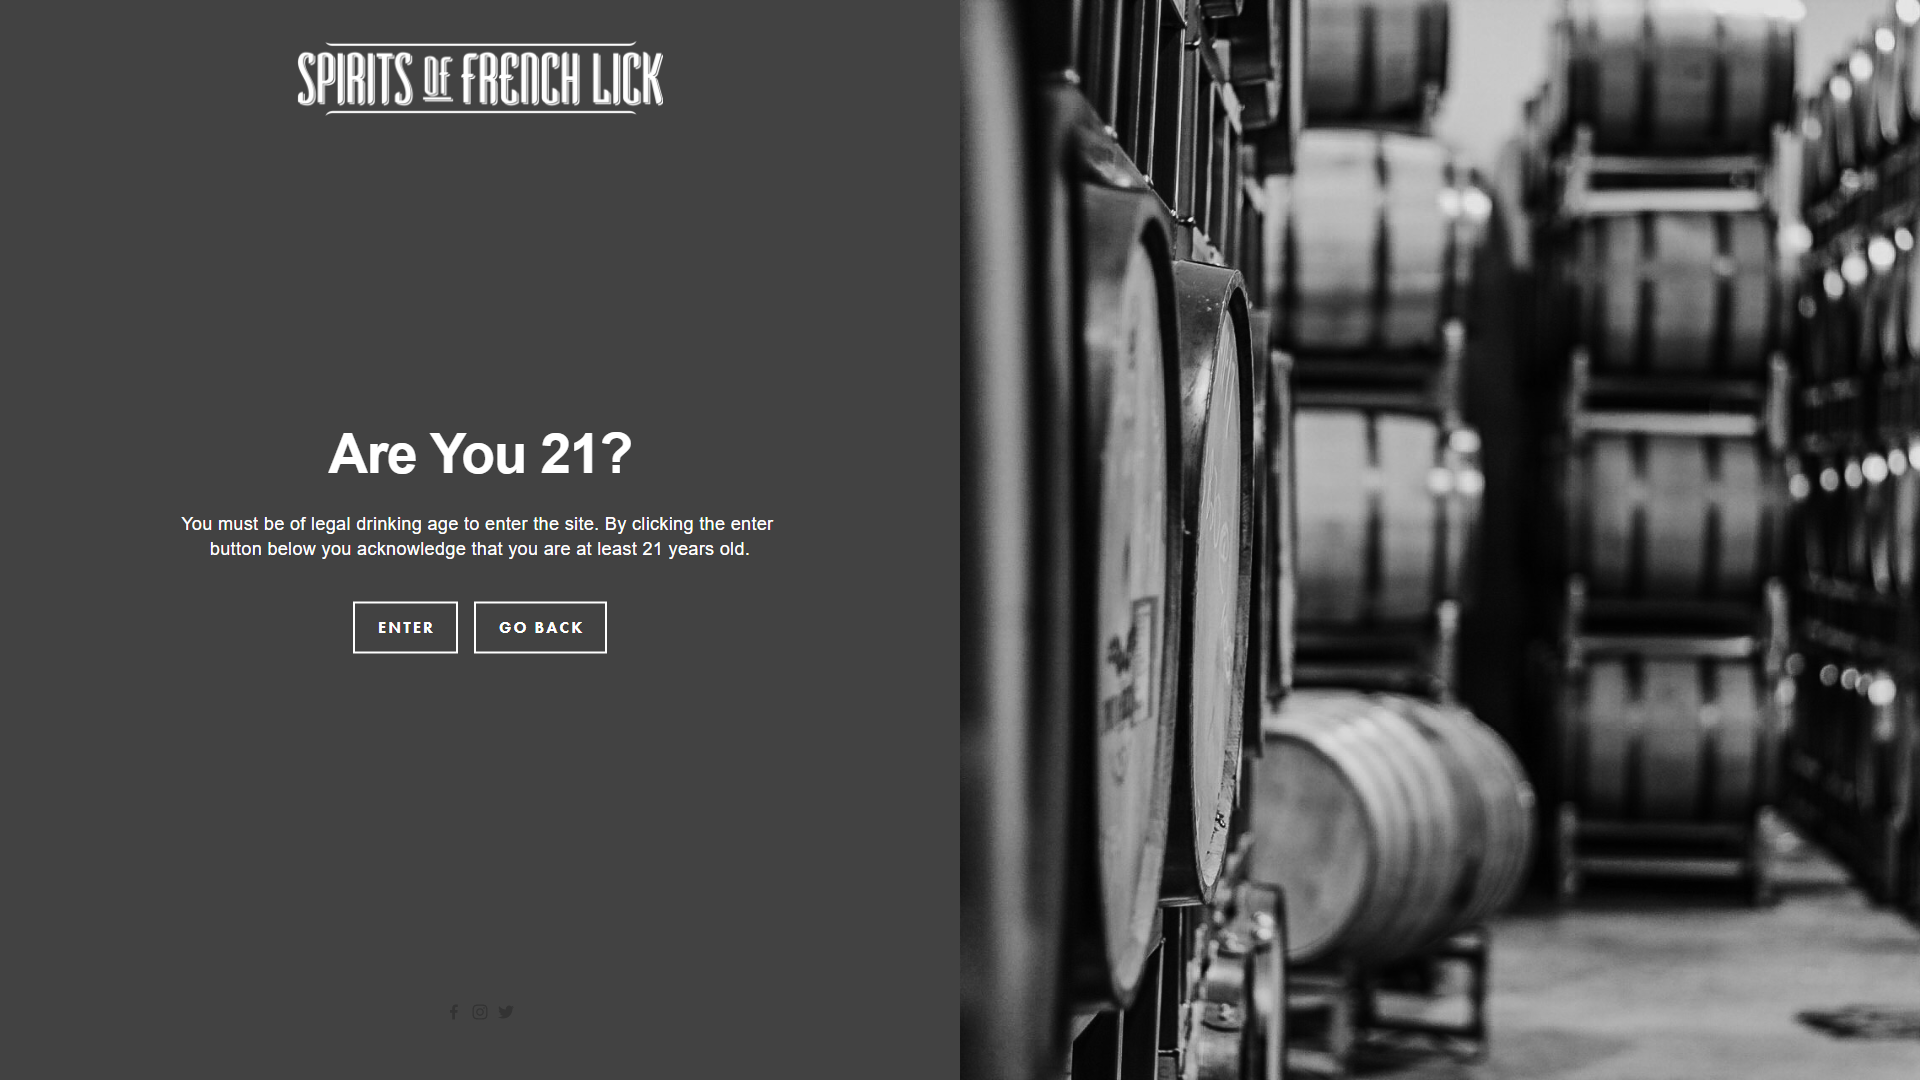 SPIRITS OF FRENCH LICK
Are You 21?
You must be of legal drinking age to enter the site. By clicking the enter
button below you acknowledge that you are at least 21 years old.
ENTER
GO BACK